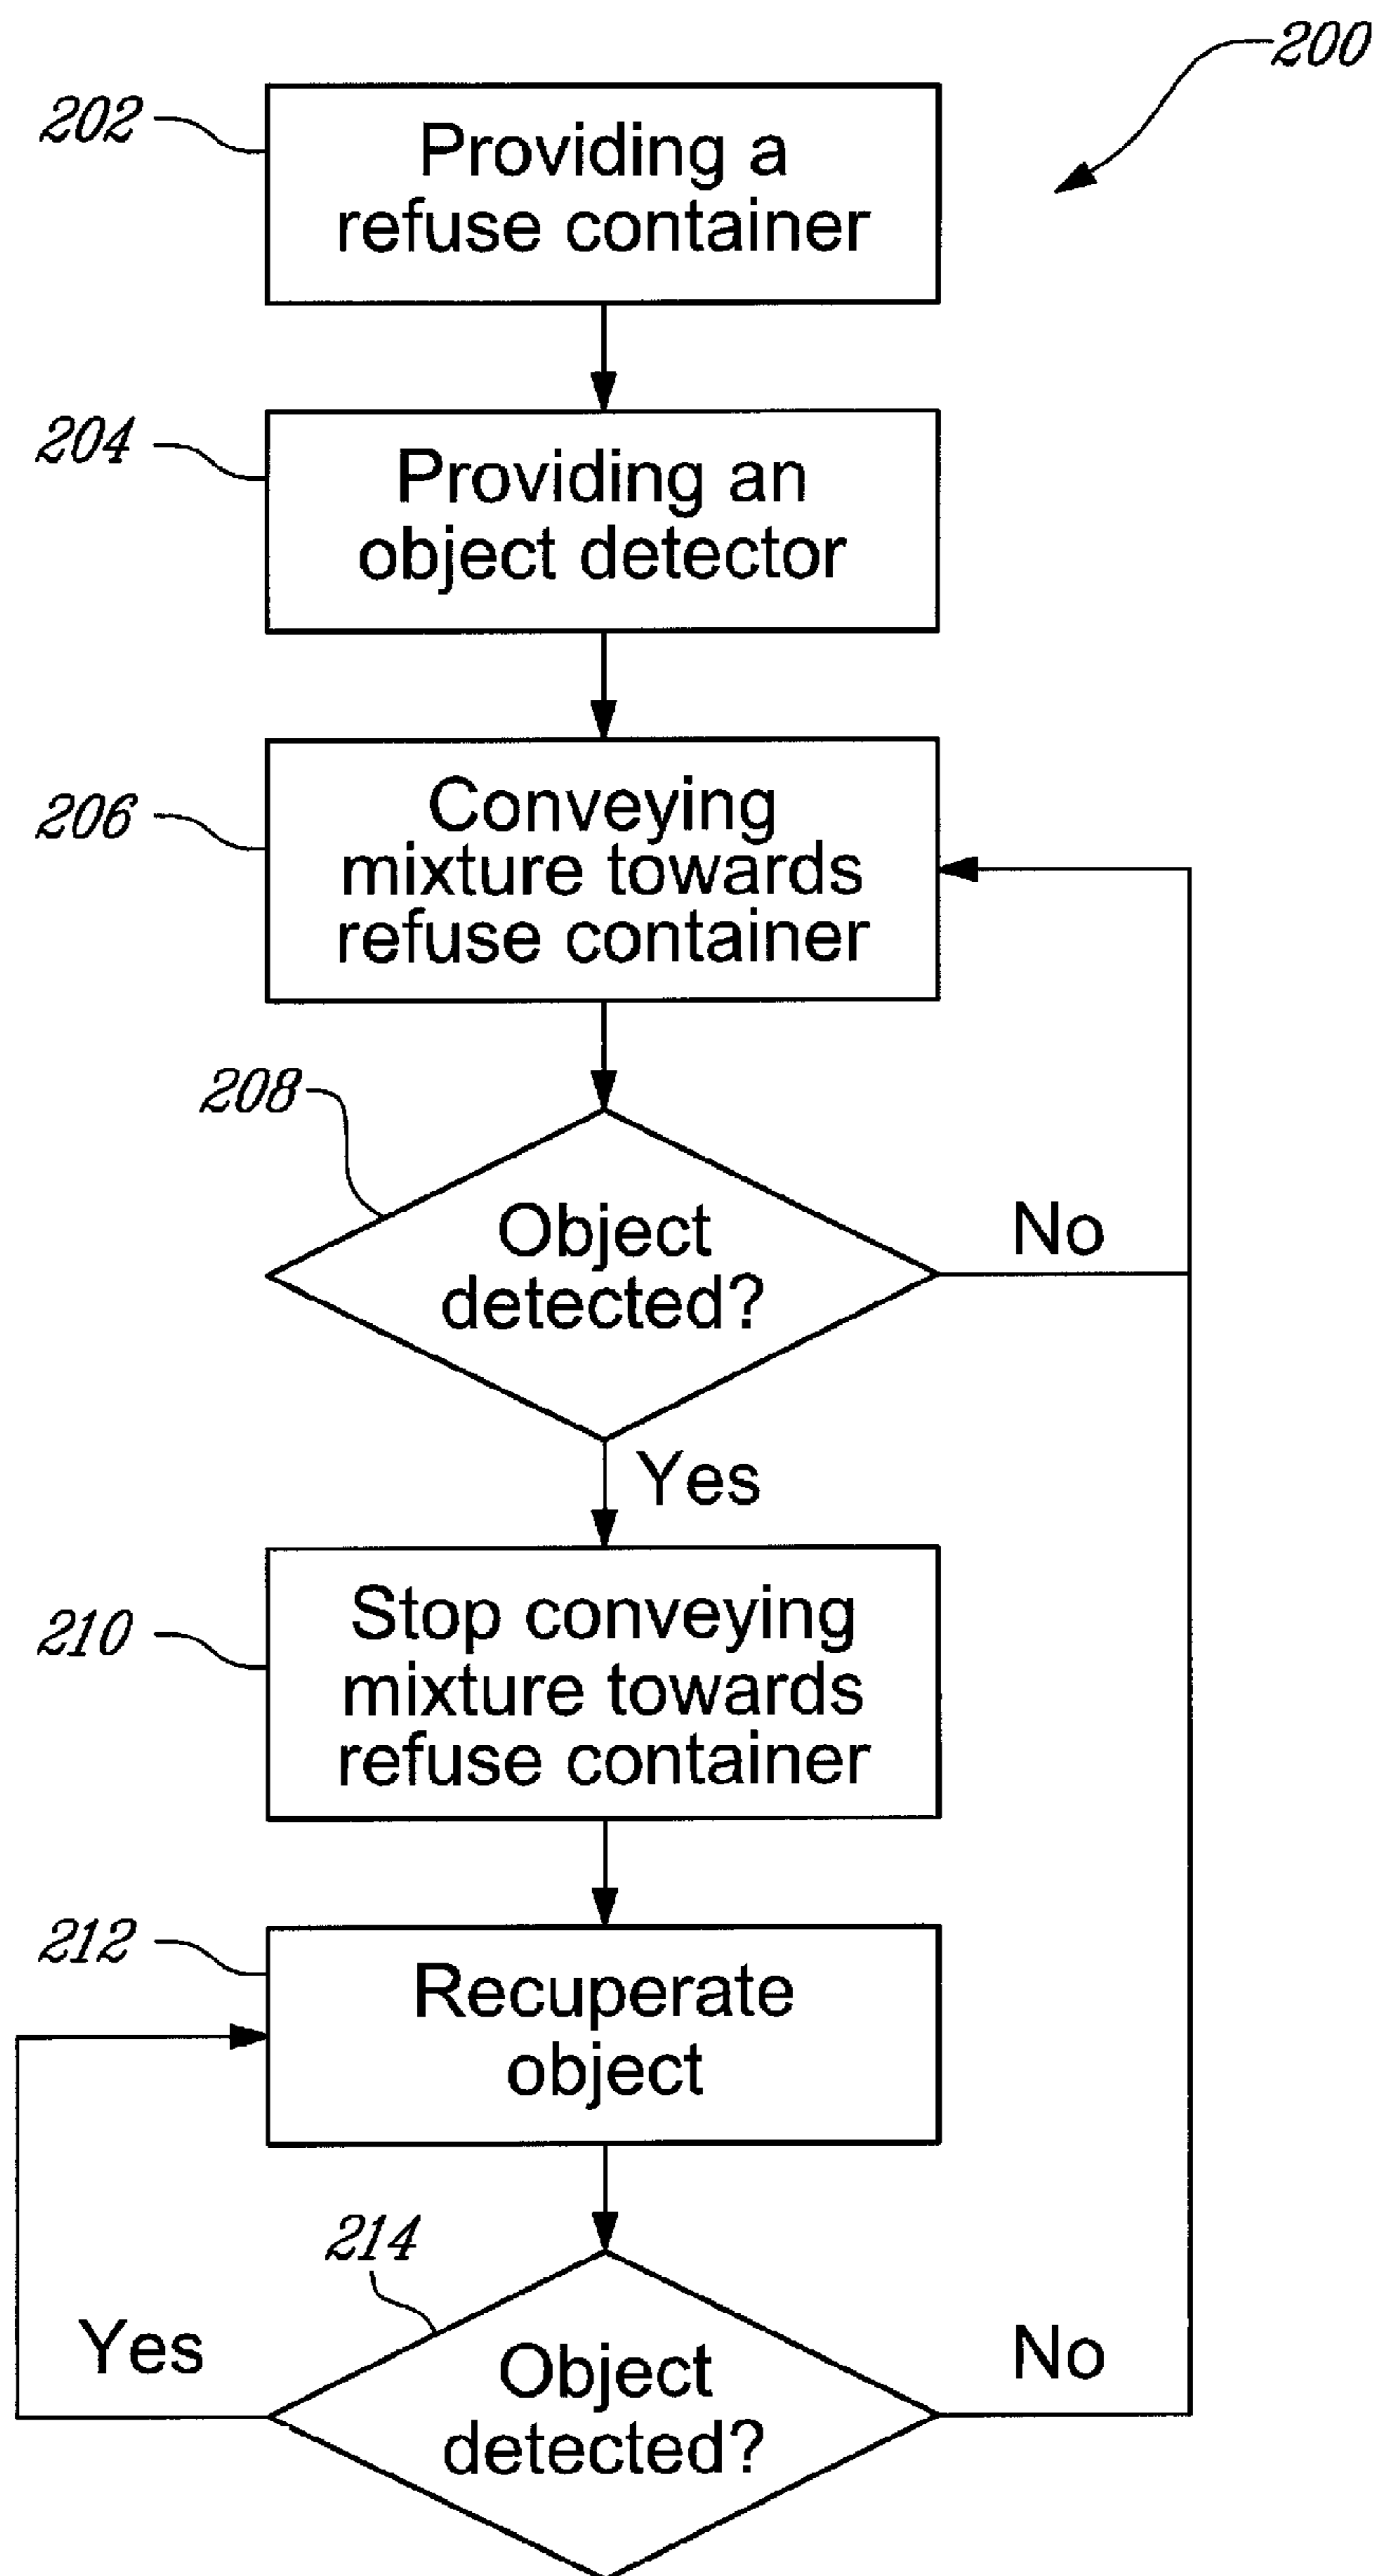 200
202
Providing a
refuse container
204
Providing an
object detector
206
Conveying
mixture towards
refuse container
208
Object
detected?
No
Yes
210
Stop conveying
mixture towards
refuse container
212
Recuperate
object
214
Yes
Object
detected?
No